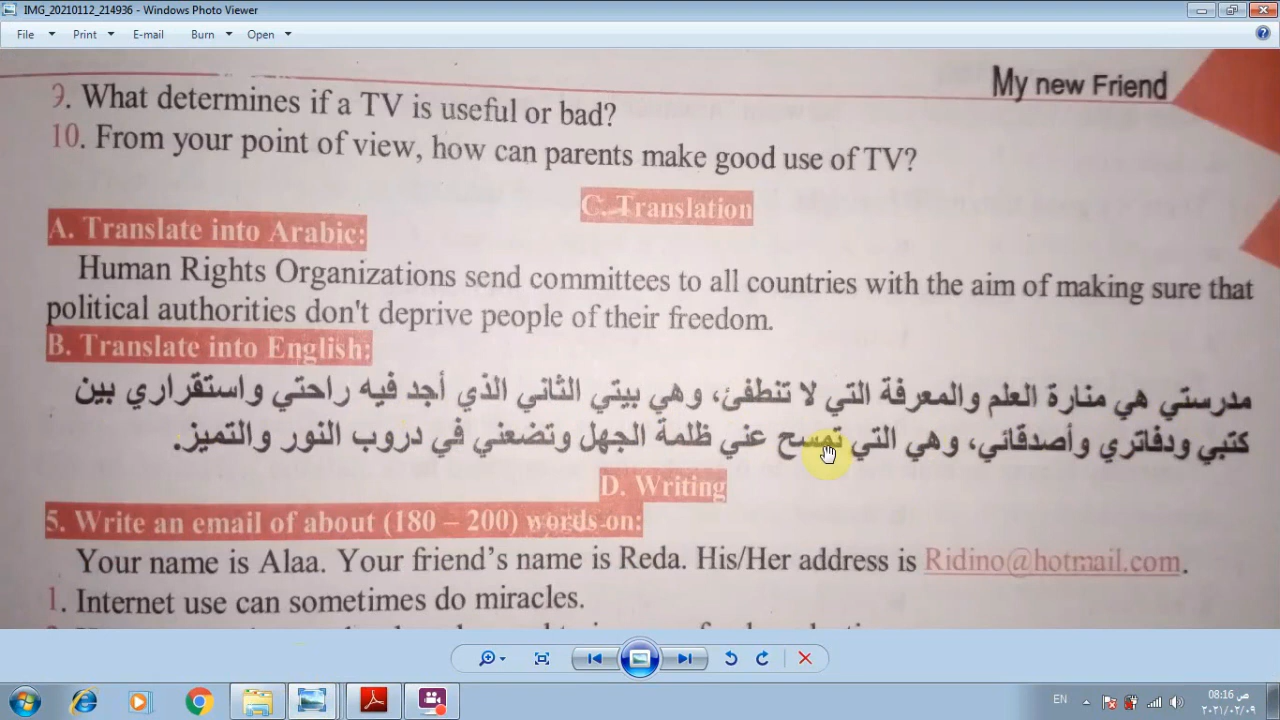 IMG_20210112_214936 - Windows Photo Viewer
File Print E-mail Burn Open
My new Friend
9. What determines if a TV is useful or bad?
10. From your point of view, how can parents make good use of TV?
C. Translation
A. Translate into Arabic:
Human Rights Organizations send committees to all countries with the aim of making sure that
political authorities don't deprive people of their freedom.
B. Translate into English:
مدرستي هي منارة العلم والمعرفة التي لا تنطفئ، وهي بيتي الثاني الذي أجد فيه راحتي واستقراري بين
كتبي ودفاتري وأصدقائي، وهي التي تمسح عني ظلمة الجهل وتضعني في دروب النور والتميز.
D. Writing
5. Write an email of about (180 – 200) words on:
Your name is Alaa. Your friend's name is Reda. His/Her address is Ridino@hotmail.com.
1. Internet use can sometimes do miracles.
EN
08:16 ص
٢٠٢١/٠٢/٠٩